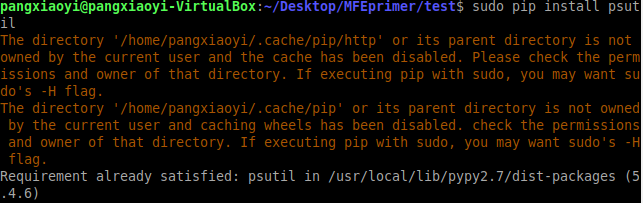 pangxiaoyi@pangxiaoyi-VirtualBox:~/Desktop/MFEprimer/test$ sudo pip install psut
il
The directory '/home/pangxiaoyi/.cache/pip/http' or its parent directory is not
owned by the current user and the cache has been disabled. Please check the perm
issions and owner of that directory. If executing pip with sudo, you may want su
do's -H flag.
The directory '/home/pangxiaoyi/.cache/pip' or its parent directory is not owned
 by the current user and caching wheels has been disabled. check the permissions
 and owner of that directory. If executing pip with sudo, you may want sudo's -H
 flag.
Requirement already satisfied: psutil in /usr/local/lib/pypy2.7/dist-packages (5
.4.6)